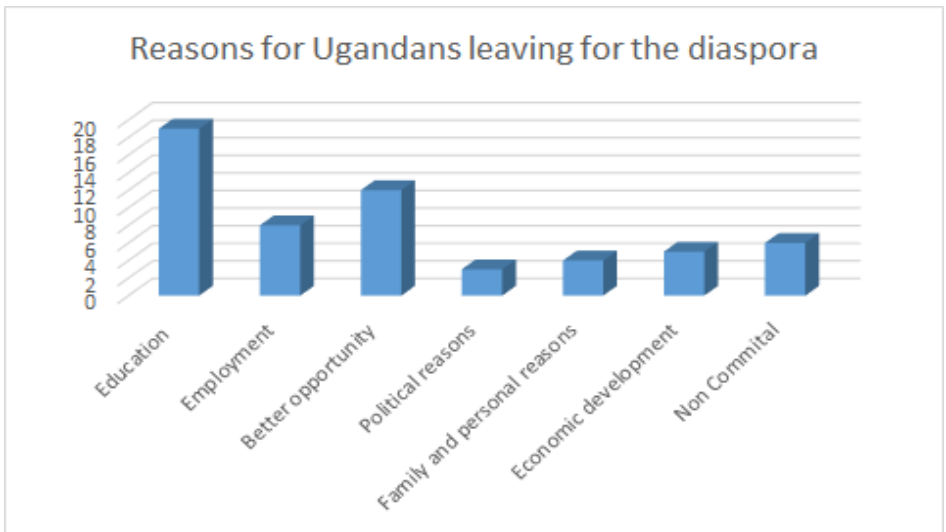 Reasons for Ugandans leaving for the diaspora
20
18
16
14
12
10
8
6
4
2
0
Education
Employment
Better opportunity
Political reasons
Family and personal reasons
Economic development
Non Commital